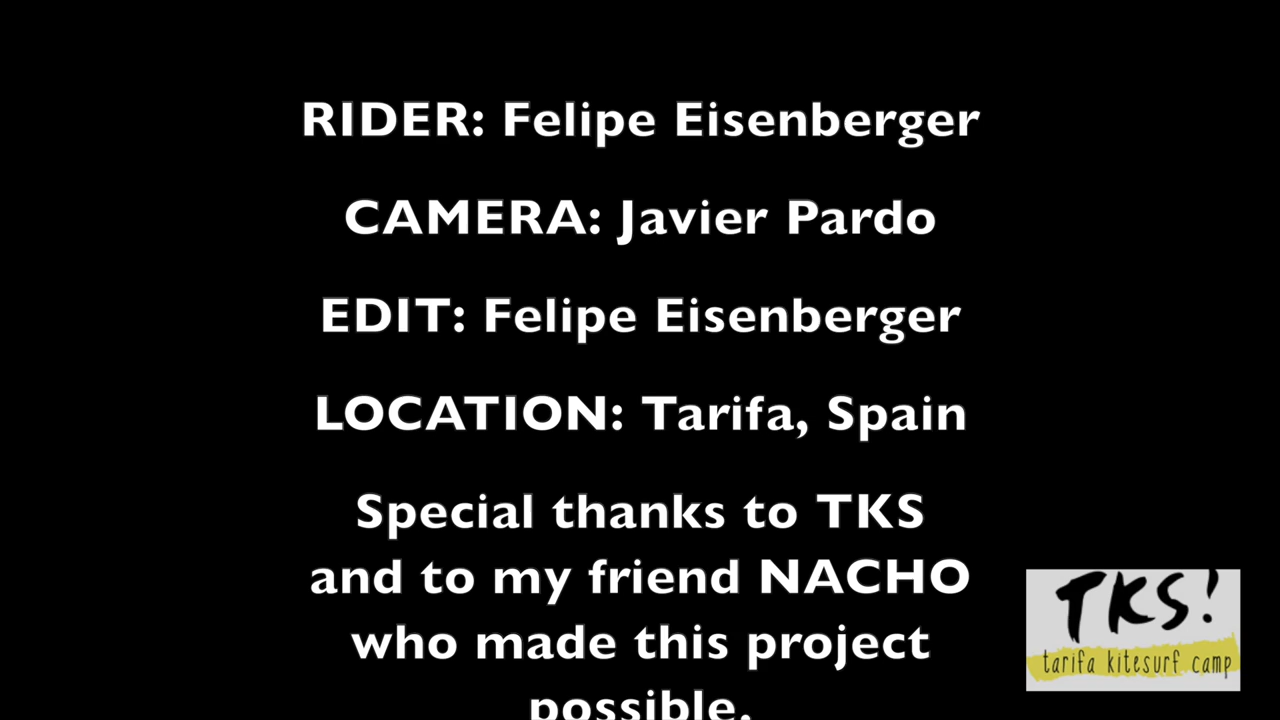 RIDER: Felipe Eisenberger
CAMERA: Javier Pardo
EDIT: Felipe Eisenberger
LOCATION: Tarifa, Spain
Special thanks to TKS
and to my friend NACHO
who made this project
possible.
TKS!
tarifa kitesurf camp